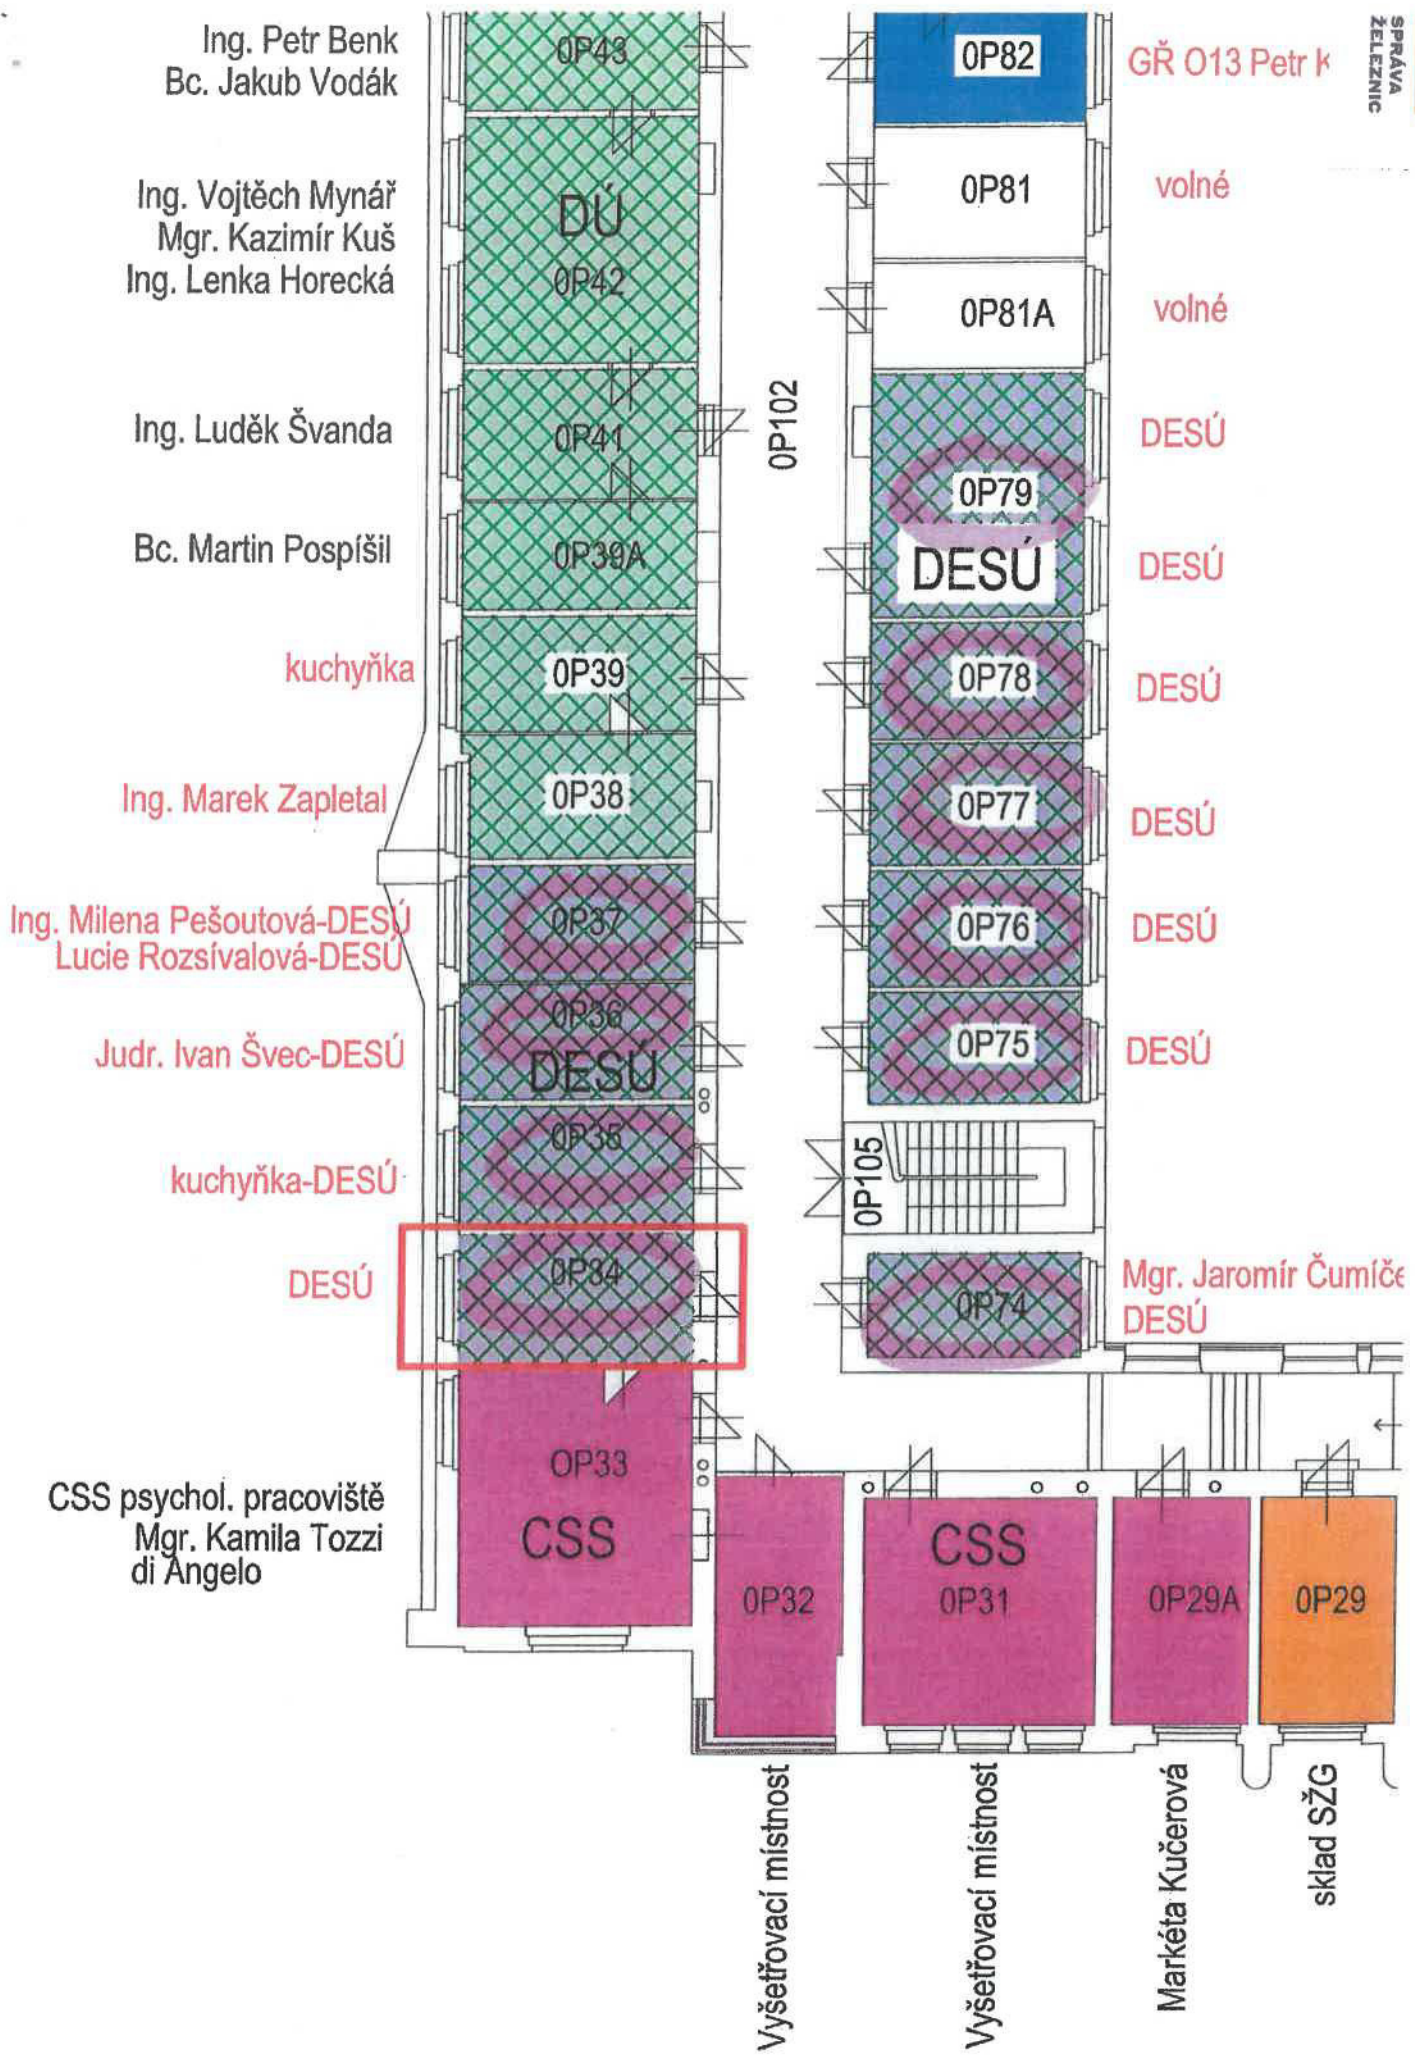 SPRÁVA
ŽELEZNIC
Ing. Petr Benk
Bc. Jakub Vodák
0P43
0P82
GŘ O13 Petr K
Ing. Vojtěch Mynář
Mgr. Kazimír Kuš
Ing. Lenka Horecká
DÚ
0P42
0P81
volné
0P81A
volné
Ing. Luděk Švanda
0P41
0P102
DESÚ
0P79
Bc. Martin Pospíšil
0P39A
DESÚ
DESÚ
kuchyňka
0P39
0P78
DESÚ
Ing. Marek Zapletal
0P38
0P77
DESÚ
Ing. Milena Pešoutová-DESÚ
Lucie Rozsívalová-DESÚ
0P37
0P76
DESÚ
Judr. Ivan Švec-DESÚ
0P36
DESÚ
0P75
DESÚ
kuchyňka-DESÚ
0P35
0P105
DESÚ
0P34
0P74
Mgr. Jaromír Čumíče
DESÚ
CSS psychol. pracoviště
Mgr. Kamila Tozzi
di Angelo
OP33
CSS
0P32
CSS
0P31
0P29A
0P29
Vyšetřovací místnost
Vyšetřovací místnost
Markéta Kučerová
sklad SŽG